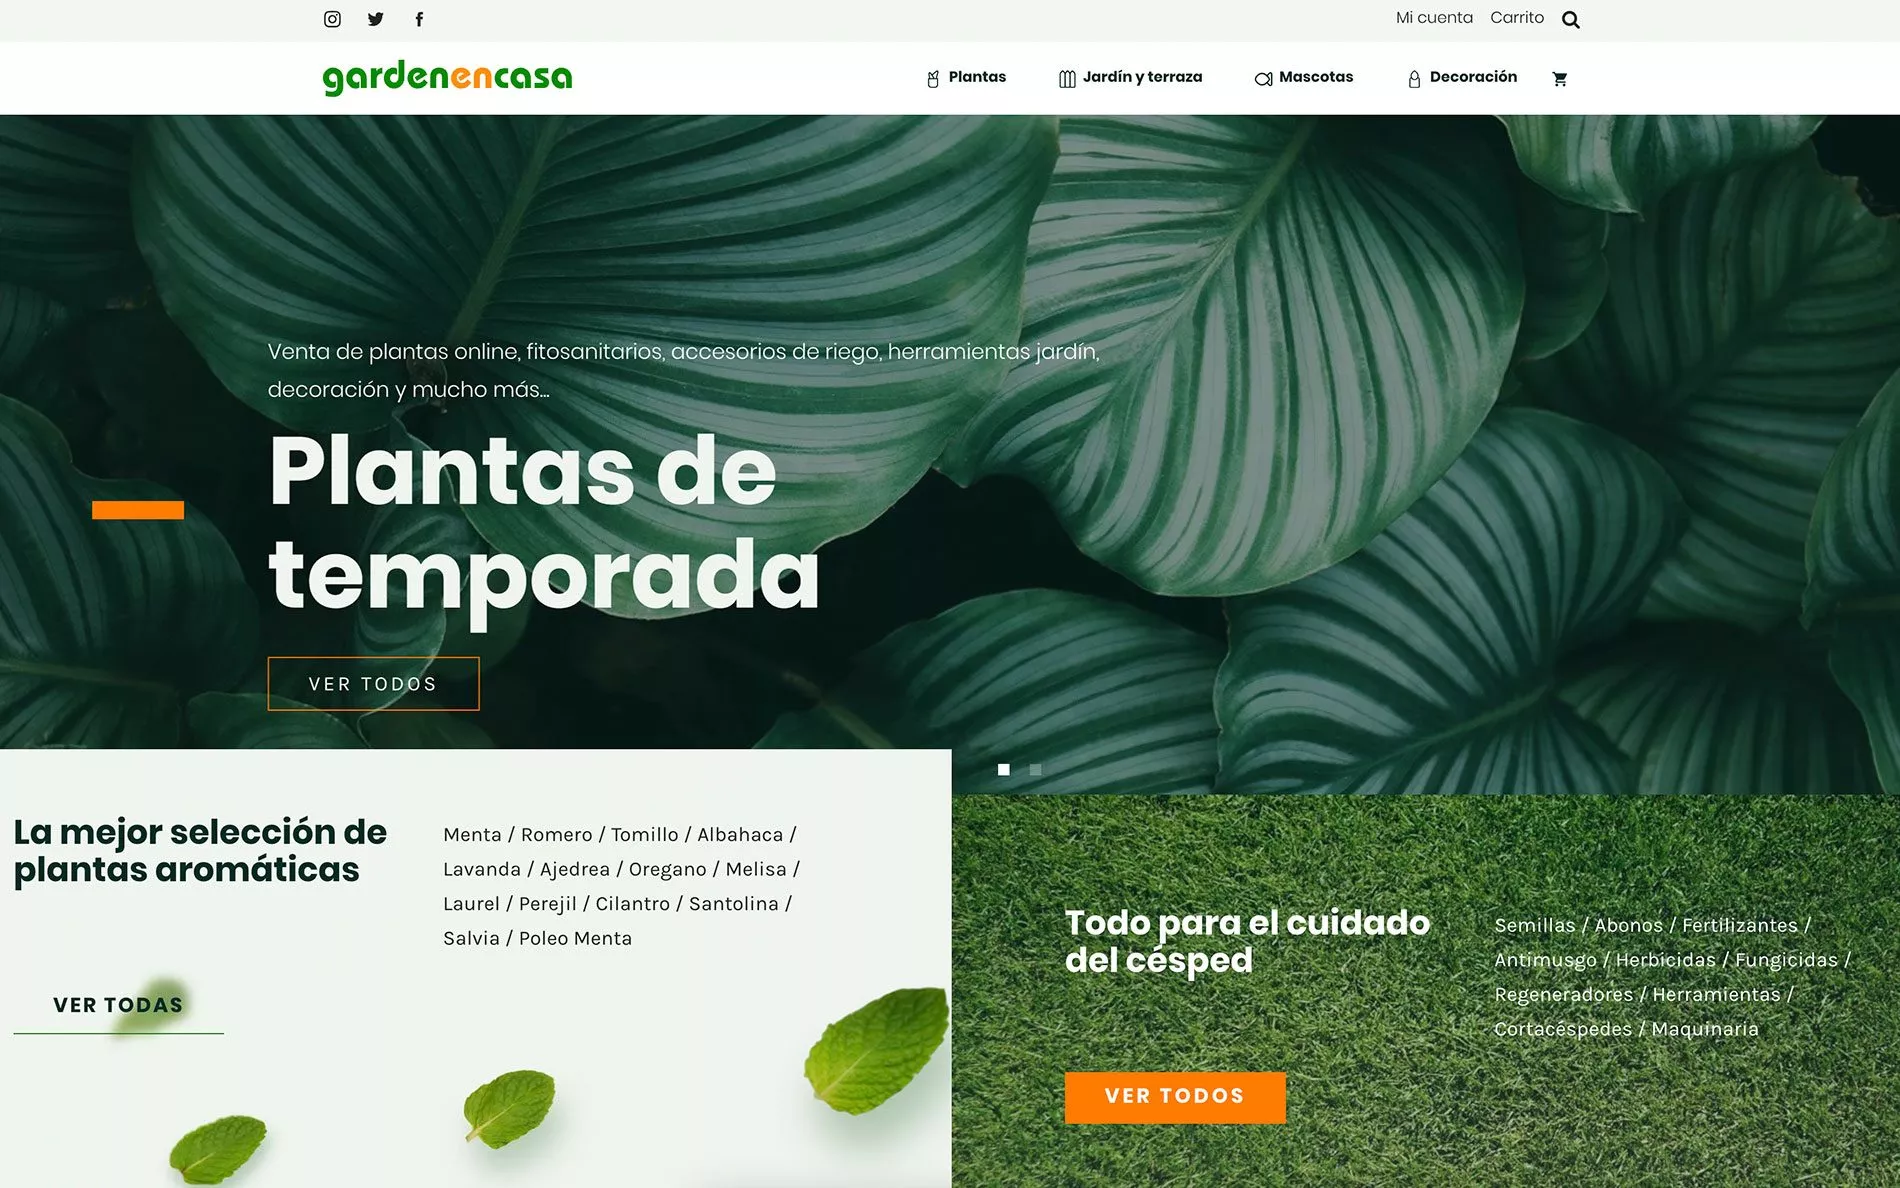 Mi cuenta Carrito
gardenencasa
Plantas Jardín y terraza Mascotas Decoración
Venta de plantas online, fitosanitarios, accesorios de riego, herramientas jardín,
decoración y mucho más...
Plantas de
temporada
VER TODOS
La mejor selección de
plantas aromáticas
Menta / Romero / Tomillo / Albahaca /
Lavanda / Ajedrea / Oregano / Melisa /
Laurel / Perejil / Cilantro / Santolina /
Salvia / Poleo Menta
VER TODAS
Todo para el cuidado
del césped
Semillas / Abonos / Fertilizantes /
Antimusgo / Herbicidas / Fungicidas /
Regeneradores / Herramientas /
Cortacéspedes / Maquinaria
VER TODOS